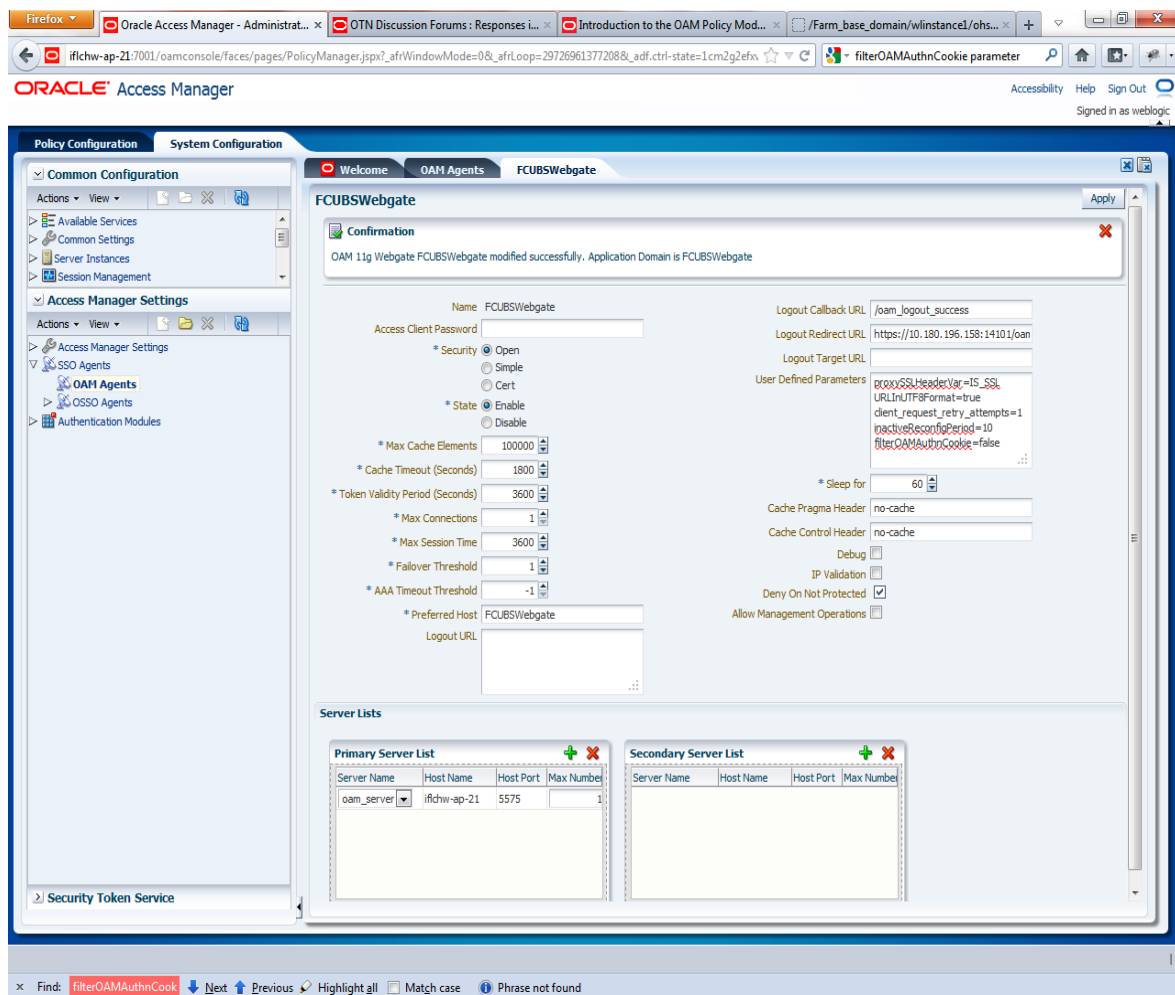 Firefox
Oracle Access Manager - Administrat... ×
OTN Discussion Forums : Responses i... ×
Introduction to the OAM Policy Mod... ×
/Farm_base_domain/wlinstance1/ohs... ×
iflchw-ap-21:7001/oamconsole/faces/pages/PolicyManager.jspx?_afrWindowMode=0&_afrLoop=29726961377208&_adf.ctrl-state=1cm2g2efx
filterOAMAuthnCookie parameter
ORACLE Access Manager
Accessibility Help Sign Out
Signed in as weblogic
Policy Configuration
System Configuration
Common Configuration
Actions View
Available Services
Common Settings
Server Instances
Session Management
Access Manager Settings
Actions View
Access Manager Settings
SSO Agents
OAM Agents
OSSO Agents
Authentication Modules
Security Token Service
Welcome
OAM Agents
FCUBSWebgate
FCUBSWebgate
Apply
Confirmation
OAM 11g Webgate FCUBSWebgate modified successfully. Application Domain is FCUBSWebgate
Name FCUBSWebgate
Access Client Password
* Security Open
Simple
Cert
* State Enable
Disable
* Max Cache Elements 100000
* Cache Timeout (Seconds) 1800
* Token Validity Period (Seconds) 3600
* Max Connections 1
* Max Session Time 3600
* Failover Threshold 1
* AAA Timeout Threshold -1
* Preferred Host FCUBSWebgate
Logout URL
Logout Callback URL /oam_logout_success
Logout Redirect URL https://10.180.196.158:14101/oan
Logout Target URL
User Defined Parameters
proxySSLHeaderVar=IS_SSL
URLInUTF8Format=true
client_request_retry_attempts=1
inactiveReconfigPeriod=10
filterOAMAuthnCookie=false
* Sleep for 60
Cache Pragma Header no-cache
Cache Control Header no-cache
Debug
IP Validation
Deny On Not Protected
Allow Management Operations
Server Lists
Primary Server List
Server Name Host Name Host Port Max Number
oam_server iflchw-ap-21 5575 1
Secondary Server List
Server Name Host Name Host Port Max Number
× Find: filterOAMAuthnCook Next Previous Highlight all Match case Phrase not found